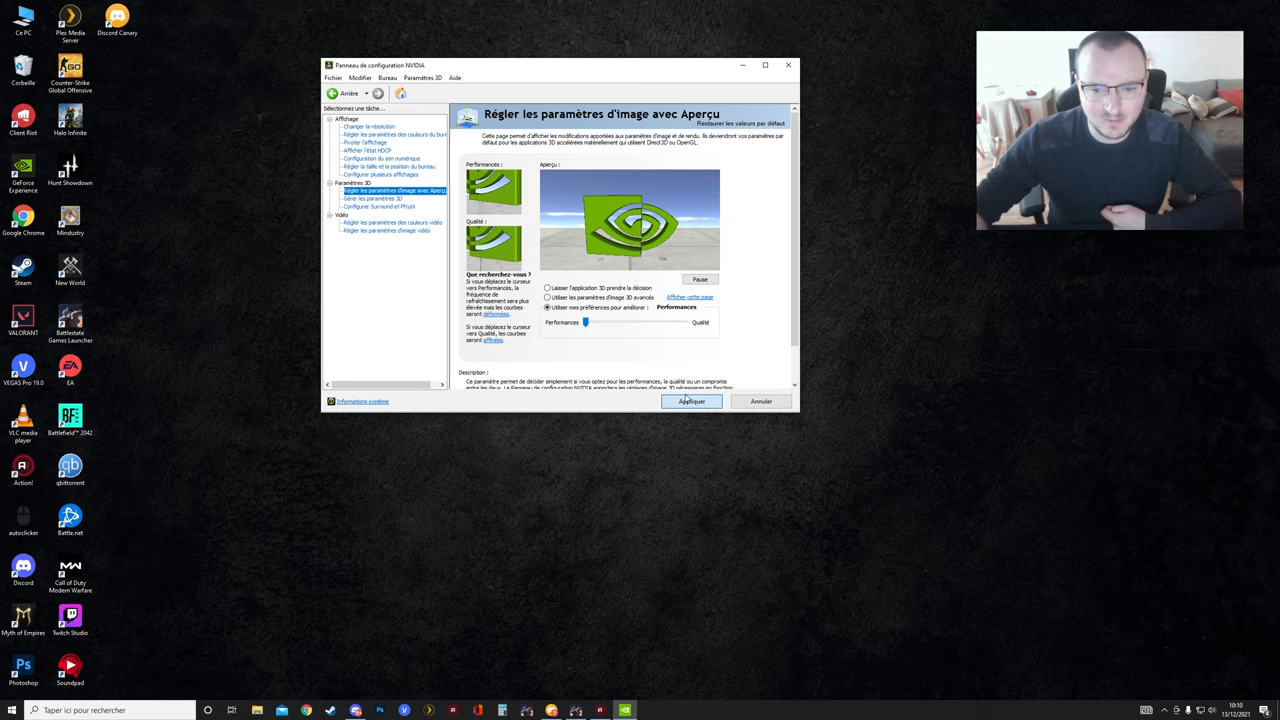 Ce PC
Plex Media
Server
Discord Canary
Corbeille
Counter-Strike
Global Offensive
Client Riot
Halo Infinite
GeForce
Experience
Hunt Showdown
Google Chrome
Mindustry
Steam
New World
VALORANT
Battlestate
Games Launcher
VEGAS Pro 19.0
EA
VLC media
player
Battlefield™ 2042
Action!
qbittorrent
autoclicker
Battle.net
Discord
Call of Duty
Modern Warfare
Myth of Empires
Twitch Studio
Photoshop
Soundpad
Panneau de configuration NVIDIA
Fichier Modifier Bureau Paramètres 3D Aide
Arrière
Sélectionnez une tâche...
Affichage
Changer la résolution
Régler les paramètres des couleurs du bure
Pivoter l'affichage
Afficher l'état HDCP
Configuration du son numérique
Régler la taille et la position du bureau
Configurer plusieurs affichages
Paramètres 3D
Régler les paramètres d'image avec Aperçu
Gérer les paramètres 3D
Configurer Surround et PhysX
Vidéo
Régler les paramètres des couleurs vidéo
Régler les paramètres d'image vidéo
Informations système
Régler les paramètres d'image avec Aperçu
Restaurer les valeurs par défaut
Cette page permet d'afficher les modifications apportées aux paramètres d'image et de rendu. Ils deviendront vos paramètres par
défaut pour les applications 3D accélérées matériellement qui utilisent Direct3D ou OpenGL.
Performances :
Aperçu :
Qualité :
Que recherchez-vous ?
Si vous déplacez le curseur
vers Performances, la
fréquence de
rafraîchissement sera plus
élevée mais les courbes
seront déformées.
Si vous déplacez le curseur
vers Qualité, les courbes
seront affinées.
Pause
Laisser l'application 3D prendre la décision
Utiliser les paramètres d'image 3D avancés
Afficher cette page
Utiliser mes préférences pour améliorer : Performances
Performances
Qualité
Description :
Ce paramètre permet de décider simplement si vous optez pour les performances, la qualité ou un compromis
entre les deux. Le Panneau de configuration NVIDIA apportera les réglages d'image 3D nécessaires en fonction
Appliquer
Annuler
Taper ici pour rechercher
10:10
13/12/2021